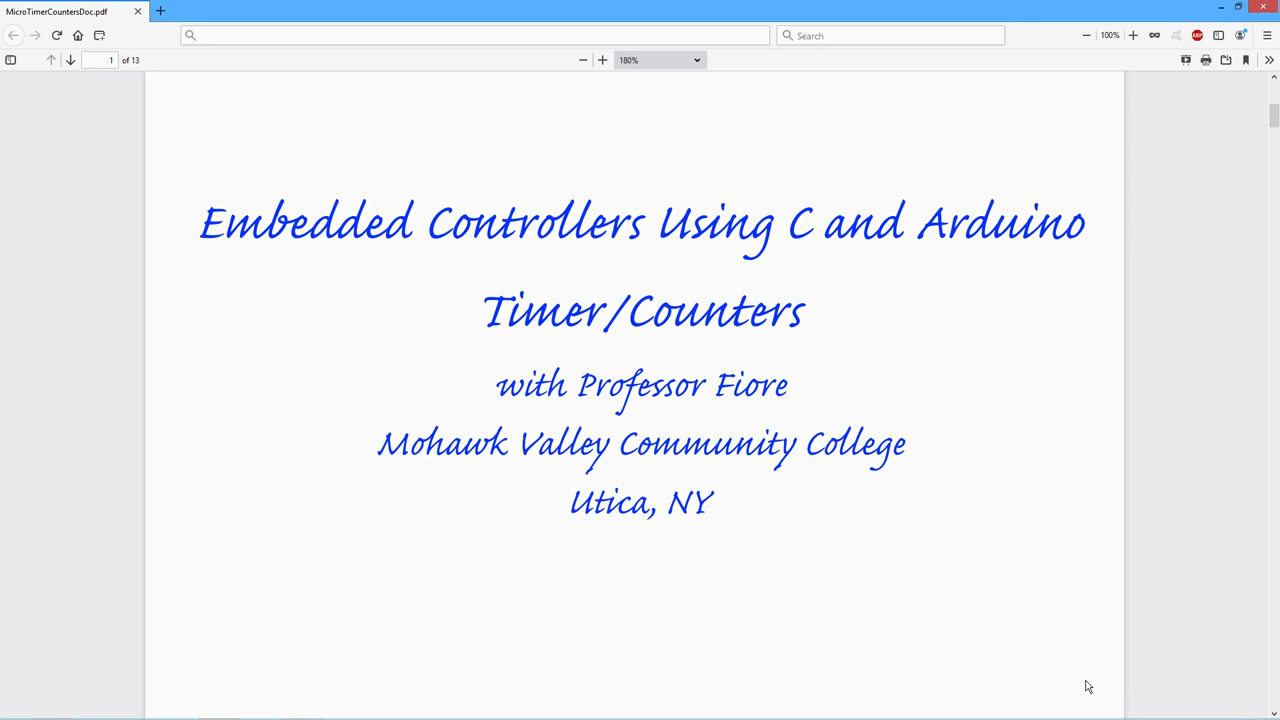 MicroTimerCountersDoc.pdf
Search
100%
1 of 13
180%
ABP
Embedded Controllers Using C and Arduino
Timer/Counters
with Professor Fiore
Mohawk Valley Community College
Utica, NY